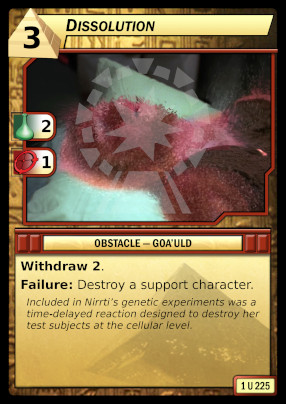 3
DISSOLUTION
2
1
OBSTACLE — GOA'ULD
Withdraw 2.
Failure: Destroy a support character.
Included in Nirrti's genetic experiments was a
time-delayed reaction designed to destroy her
test subjects at the cellular level.
1 U 225